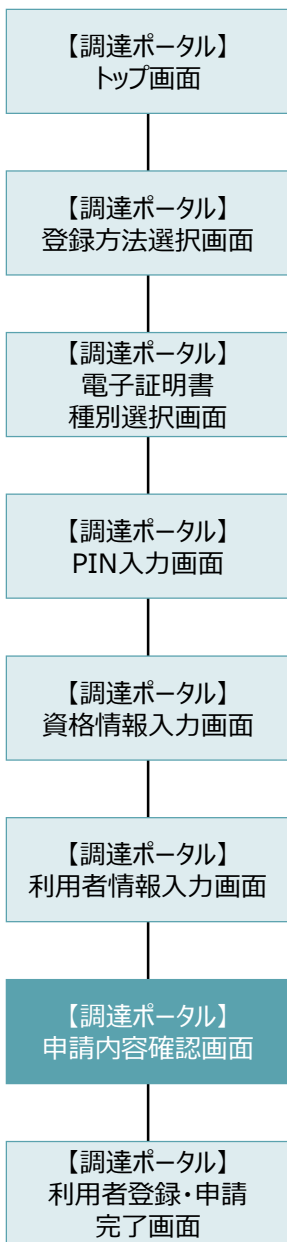 【調達ポータル】
トップ画面
【調達ポータル】
登録方法選択画面
【調達ポータル】
電子証明書
種別選択画面
【調達ポータル】
PIN入力画面
【調達ポータル】
資格情報入力画面
【調達ポータル】
利用者情報入力画面
【調達ポータル】
申請内容確認画面
【調達ポータル】
利用者登録・申請
完了画面